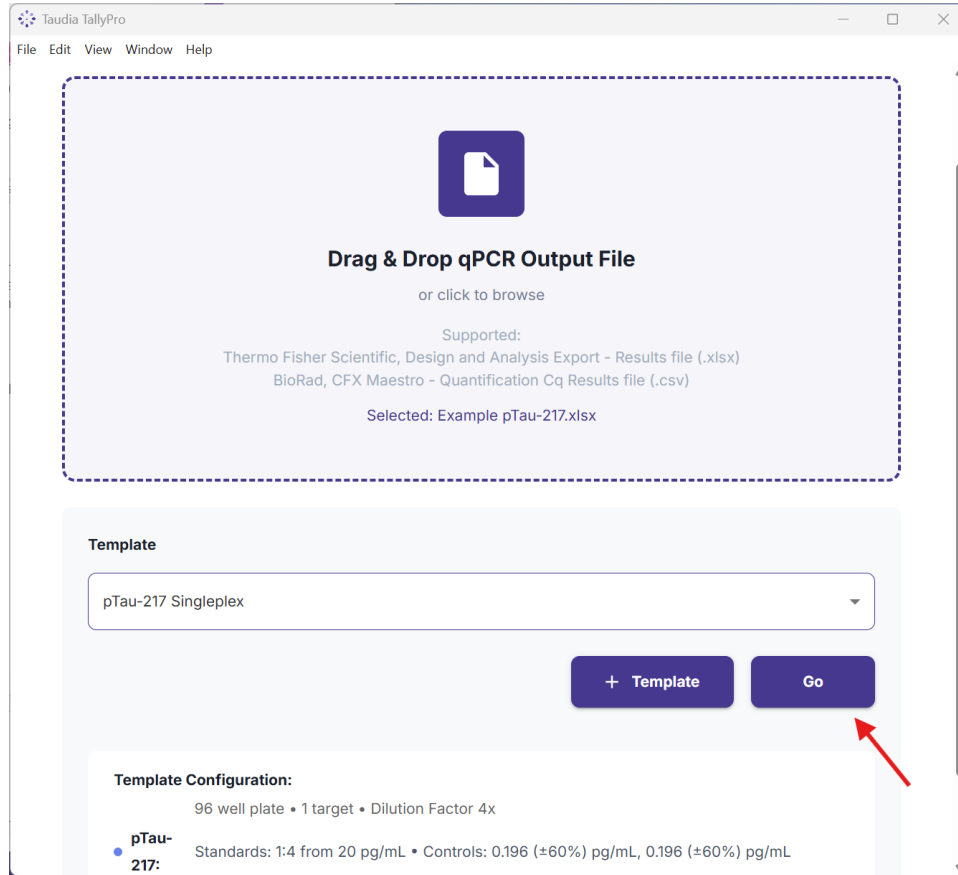 Taudia TallyPro
File Edit View Window Help
Drag & Drop qPCR Output File
or click to browse
Supported:
Thermo Fisher Scientific, Design and Analysis Export - Results file (.xlsx)
BioRad, CFX Maestro - Quantification Cq Results file (.csv)
Selected: Example pTau-217.xlsx
Template
pTau-217 Singleplex
+ Template
Go
Template Configuration:
96 well plate • 1 target • Dilution Factor 4x
pTau-
217:
Standards: 1:4 from 20 pg/mL • Controls: 0.196 (±60%) pg/mL, 0.196 (±60%) pg/mL